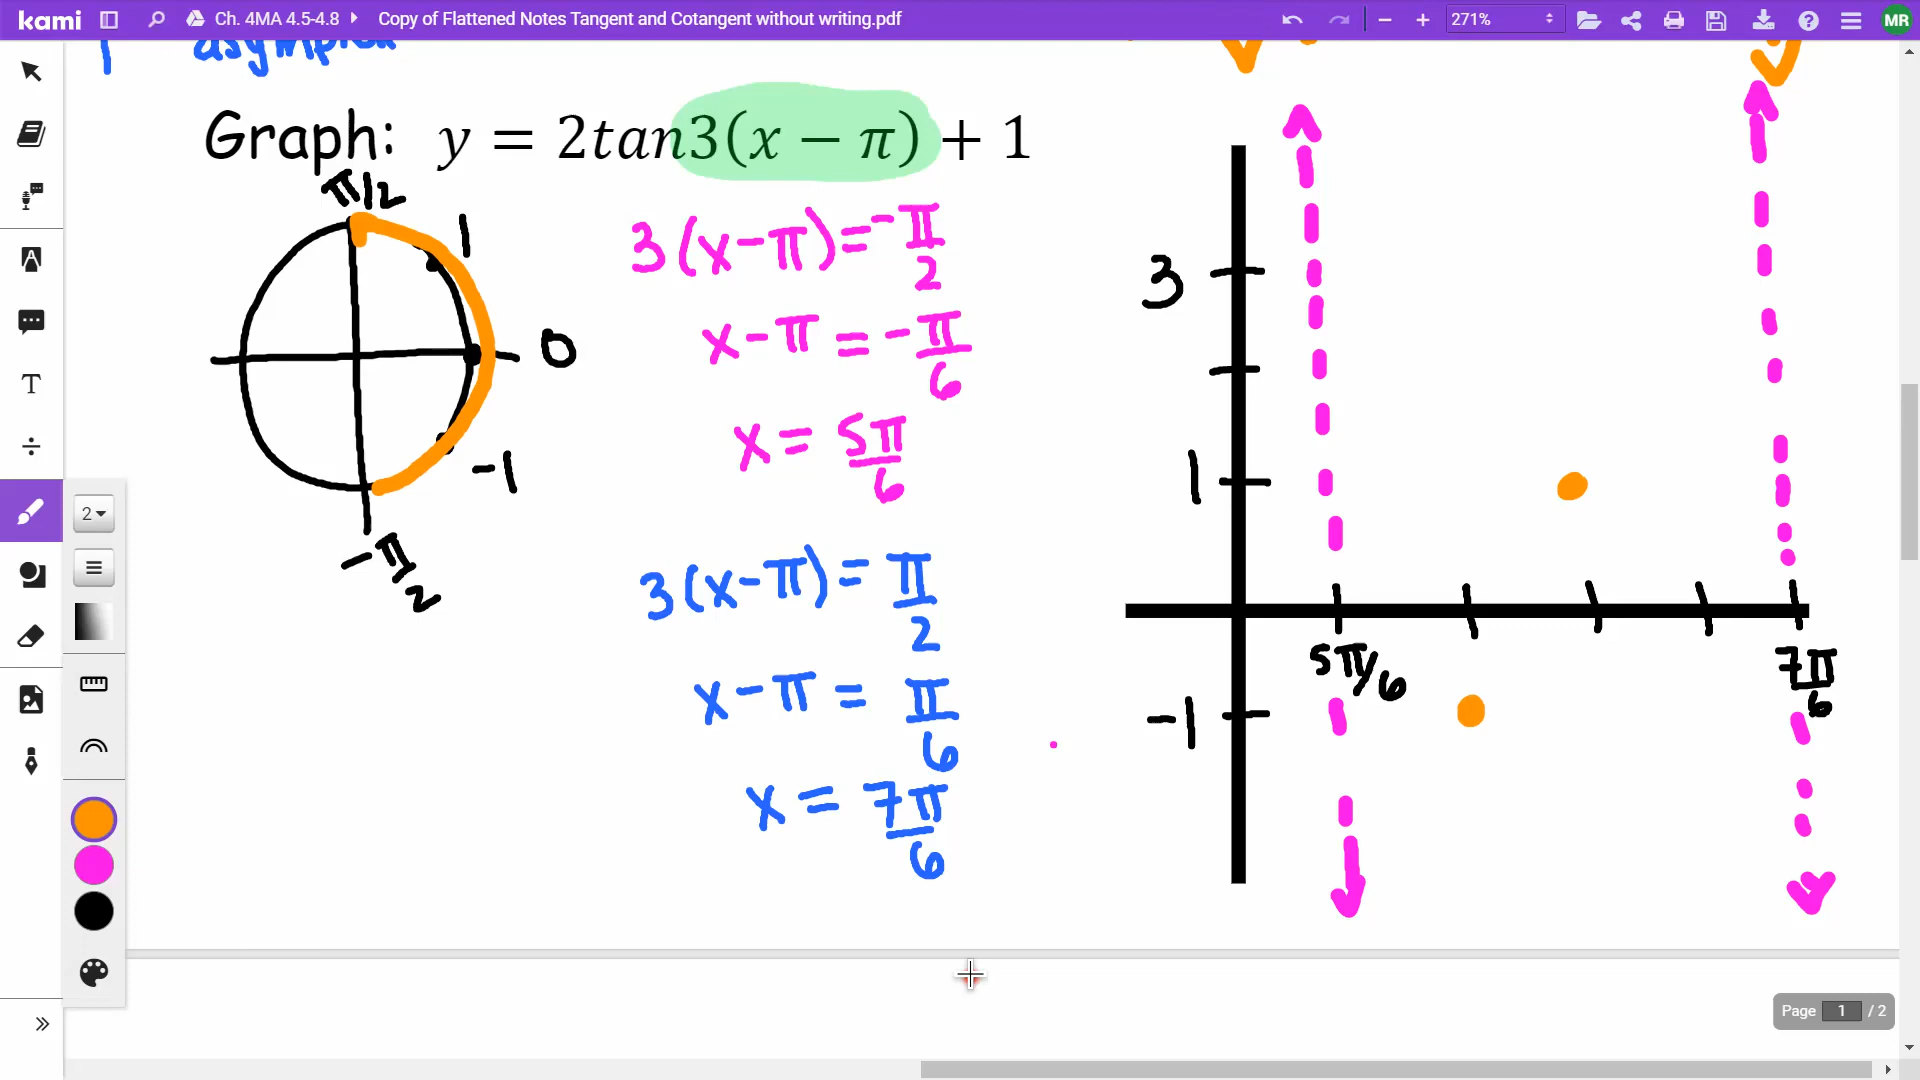 kami Ch. 4MA 4.5-4.8 Copy of Flattened Notes Tangent and Cotangent without writing.pdf 271% MR
asymptotes
Graph: y = 2tan3(x − π) + 1
π/2
1
0
-1
-π/2
3(x-π) = -π/2
x-π = -π/6
x = 5π/6
3(x-π) = π/2
x-π = π/6
x = 7π/6
3
1
-1
5π/6
7π/6
2
Page 1 / 2